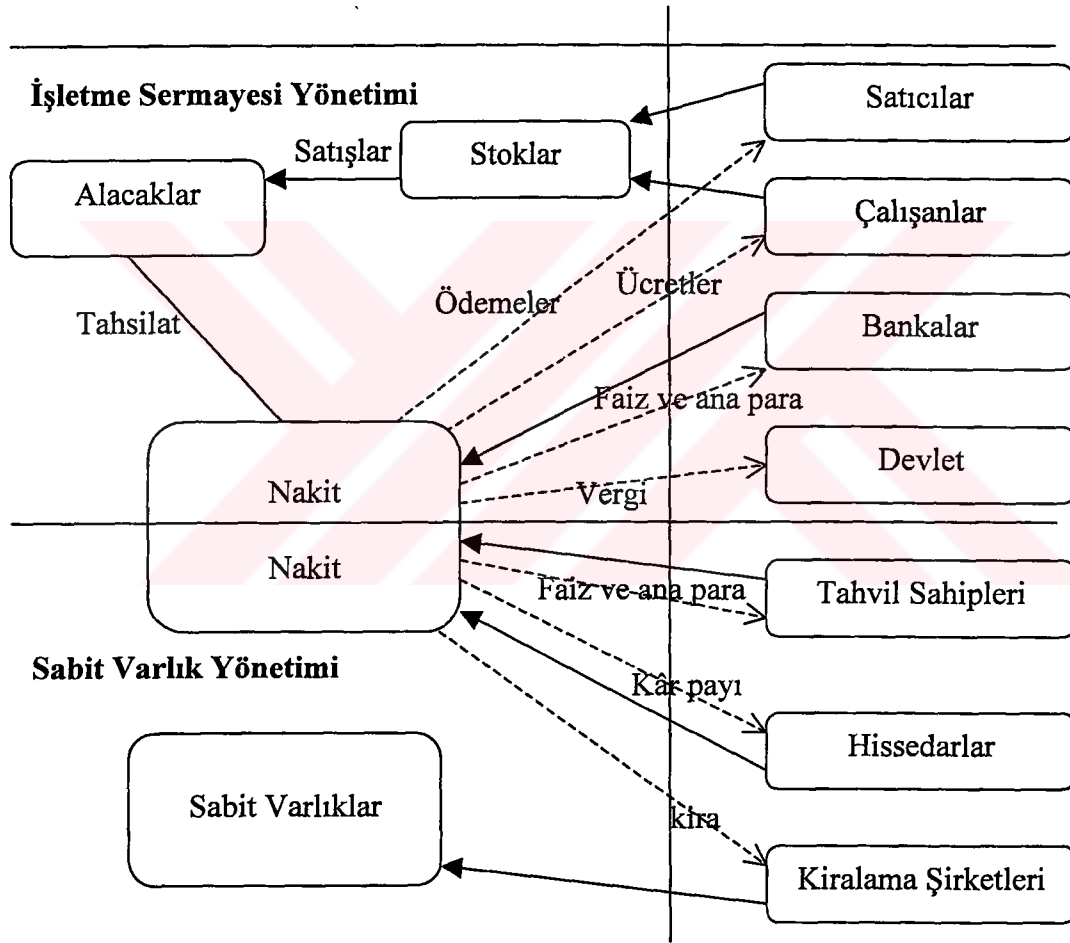 İşletme Sermayesi Yönetimi
Satıcılar
Satışlar
Stoklar
Alacaklar
Çalışanlar
Ücretler
Ödemeler
Tahsilat
Bankalar
Faiz ve ana para
Devlet
Nakit
Vergi
Nakit
Faiz ve ana para
Tahvil Sahipleri
Sabit Varlık Yönetimi
Kâr payı
Hissedarlar
Sabit Varlıklar
kira
Kiralama Şirketleri